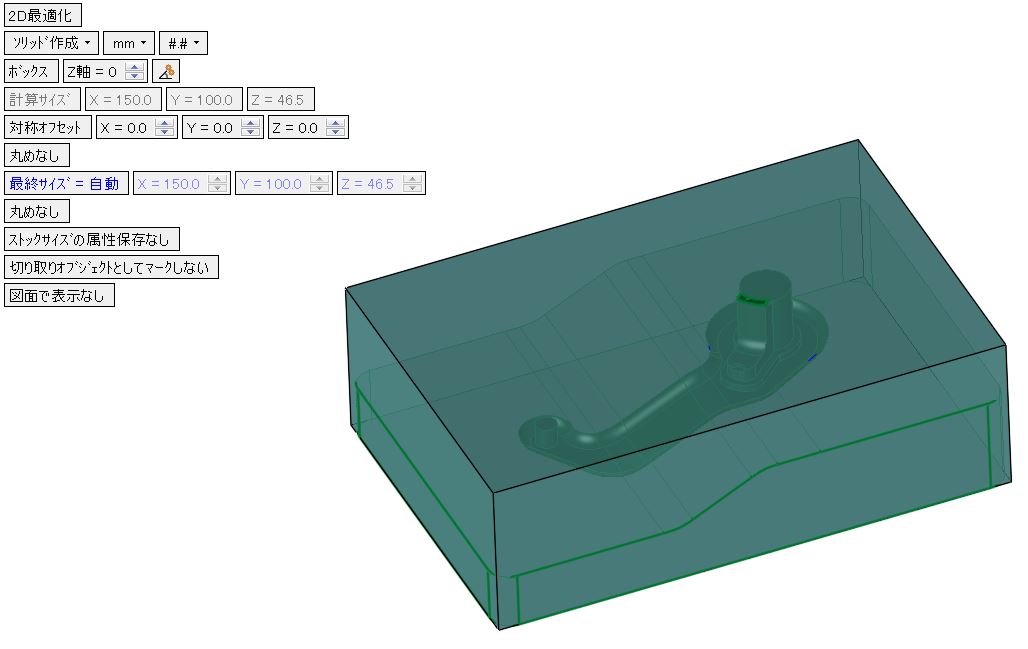 2D最適化
ｿﾘｯﾄﾞ作成 mm #.#
ﾎﾞｯｸｽ Z軸 = 0
計算ｻｲｽﾞ X = 150.0 Y = 100.0 Z = 46.5
対称ｵﾌｾｯﾄ X = 0.0 Y = 0.0 Z = 0.0
丸めなし
最終ｻｲｽﾞ = 自動 X = 150.0 Y = 100.0 Z = 46.5
丸めなし
ｽﾄｯｸｻｲｽﾞの属性保存なし
切り取りｵﾌﾞｼﾞｪｸﾄとしてマークしない
図面で表示なし